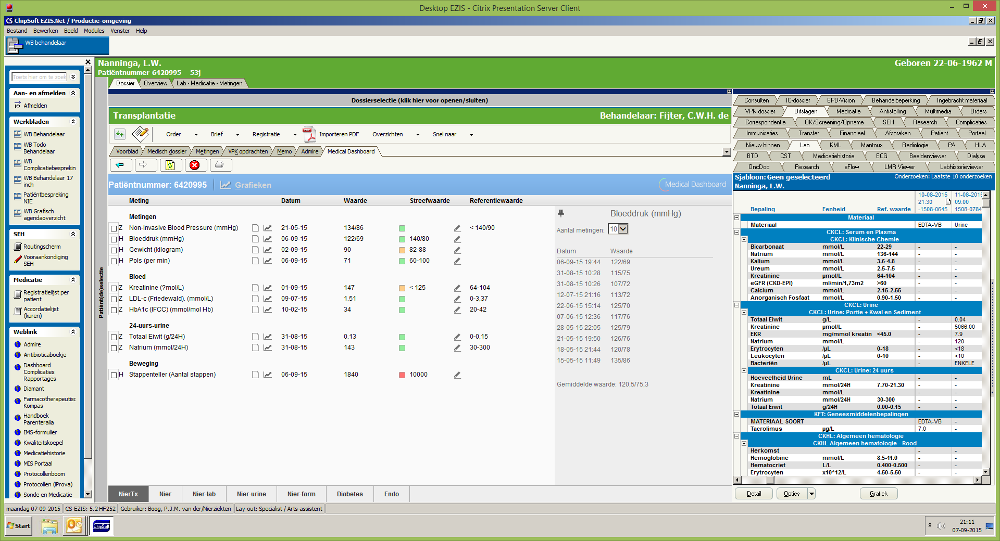 Desktop EZIS - Citrix Presentation Server Client
CS ChipSoft EZIS.Net / Productie-omgeving
Bestand Bewerken Beeld Modules Venster Help
WB behandelaar
Toets hier om te zoek
Aan- en afmelden
Afmelden
Werkbladen
WB Behandelaar
WB Todo
Behandelaar
WB
Complicatiebesprekin
WB Behandelaar 17
inch
Patiëntbespreking
NIE
WB Grafisch
agendaoverzicht
SEH
Routingscherm
Vooraankondiging
SEH
Medicatie
Registratielijst per
patient
Accordatielijst
(kuren)
Weblink
Admire
Antibioticaboekje
Dashboard
Complicaties
Rapportages
Diamant
Farmacotherapeutisc
Kompas
Handboek
Parenteralia
IMS-formulier
Kwaliteitskoepel
Medicatiehistorie
MIS Portaal
Protocollenboom
Protocollen (iProva)
Sonde en Medicatie
Nanninga, L.W.
Geboren 22-06-1962 M
Patiëntnummer 6420995 53j
Patiënt(de)selectie
Dossier Overview Lab - Medicatie - Metingen
Dossierselectie (klik hier voor openen/sluiten)
Transplantatie Behandelaar: Fijter, C.W.H. de
Order Brief Registratie PDF Importeren PDF Overzichten Snel naar
Voorblad Medisch dossier Metingen VPK opdrachten Memo Admire Medical Dashboard
Patiëntnummer: 6420995 Grafieken Medical Dashboard
Meting Datum Waarde Streefwaarde Referentiewaarde
Metingen
Z Non-invasive Blood Pressure (mmHg) 21-05-15 134/86 < 140/90
H Bloeddruk (mmHg) 06-09-15 122/69 140/80
H Gewicht (kilogram) 02-09-15 90 82-88
H Pols (per min) 06-09-15 71 60-100
Bloed
Z Kreatinine (?mol/L) 01-09-15 147 < 125 64-104
Z LDL-c (Friedewald). (mmol/L) 09-07-15 1.51 0-3,37
Z HbA1c (IFCC) (mmol/mol Hb) 10-02-15 34 20-42
24-uurs-urine
Z Totaal Eiwit (g/24H) 31-08-15 0.13 0-0,15
Z Natrium (mmol/24H) 31-08-15 143 30-300
Beweging
H Stappenteller (Aantal stappen) 06-09-15 1840 10000
Bloeddruk (mmHg)
Aantal metingen: 10
Datum Waarde
06-09-15 19:44 122/69
31-08-15 10:28 115/75
31-08-15 10:26 107/72
12-07-15 21:16 113/72
22-06-15 15:14 125/70
07-06-15 12:36 117/76
28-05-15 22:05 125/79
21-05-15 19:50 126/76
18-05-15 21:44 120/78
15-05-15 11:49 135/86
Gemiddelde waarde: 120,5/75,3
NierTx Nier Nier-lab Nier-urine Nier-farm Diabetes Endo
Consulten IC-dossier EPD-Vision Behandelbeperking Ingebracht materiaal
VPK dossier Uitslagen Medicatie Antistolling Multimedia Orders
Correspondentie OK/Screening/Opname SEH Research Complicaties
Immunisaties Transfer Financieel Afspraken Patiënt Portaal
Nieuw binnen Lab KML Mantoux Radiologie PA HLA
BTD CST Medicatiehistorie ECG Beeldenviewer Dialyse
OncDoc Research eFlow LMR Viewer Labhistorieviewer
Sjabloon: Geen geselecteerd Onderzoeken: Laatste 10 onderzoeken
Nanninga, L.W.
10-08-2015 11-08-2015
21:30 09:00
Bepaling Eenheid Ref. waarde -1508-0645 1508-0784
Materiaal
Materiaal EDTA-VB Urine
CKCL: Serum en Plasma
CKCL: Klinische Chemie
Bicarbonaat mmol/L 22-29 - -
Natrium mmol/L 136-144 - -
Kalium mmol/L 3.6-4.8 - -
Ureum mmol/L 2.5-7.5 - -
Kreatinine µmol/L 64-104 - -
eGFR (CKD-EPI) ml/min/1,73m2 >60 - -
Calcium mmol/L 2.15-2.55 - -
Anorganisch Fosfaat mmol/L 0.90-1.50 - -
CKCL: Urine
CKCL: Urine: Portie + Kwal en Sediment
Totaal Eiwit g/L - 0.04
Kreatinine µmol/L - 5066.00
EKR mg/mmol kreatin <45.0 - 7.9
Natrium mmol/L - 120
Erytrocyten /µL 0-18 - <18
Leukocyten /µL 0-10 - <10
Bacteriën /µL - ENKELE
CKCL: Urine: 24 uurs
Hoeveelheid Urine mL - -
Kreatinine mmol/24H 7.70-21.30 - -
Kreatinine mmol/L - -
Natrium mmol/24H 30-300 - -
Totaal Eiwit g/24H 0.00-0.15 - -
KFT: Geneesmiddelenbepalingen
MATERIAAL SOORT EDTA-VB -
Tacrolimus µg/L 7.0 -
CKHL: Algemeen hematologie
CKHL Algemeen hematologie - Rood
Herkomst - -
Hemoglobine mmol/L 8.5-11.0 - -
Hematocriet L/L 0.400-0.500 - -
Erytrocyten x10^12/L 4.50-5.50 - -
Detail Opties Grafiek
maandag 07-09-2015 CS-EZIS: 5.2 HF252 Gebruiker: Boog, P.J.M. van der/Nierziekten Lay-out: Specialist / Arts-assistent
Start ChipSoft 21:11
07-09-2015